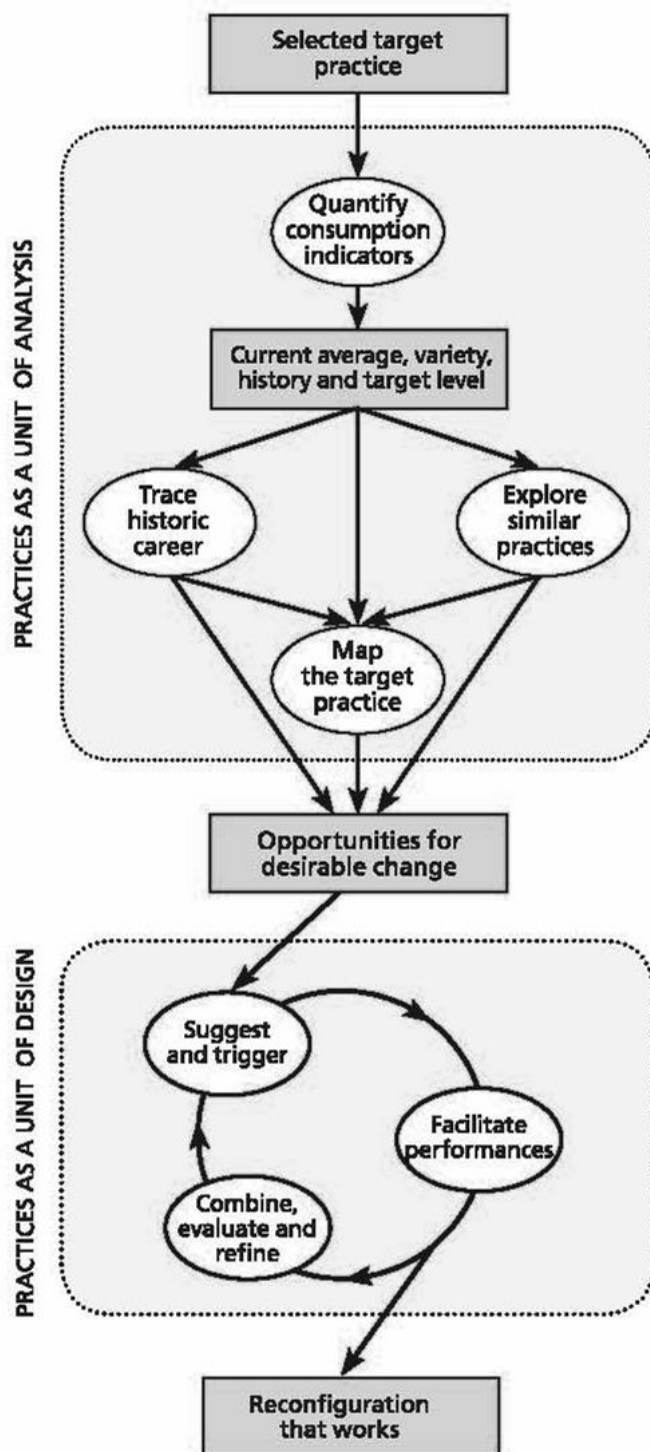 Selected target
practice
PRACTICES AS A UNIT OF ANALYSIS
Quantify
consumption
indicators
Current average, variety,
history and target level
Trace
historic
career
Explore
similar
practices
Map
the target
practice
Opportunities for
desirable change
PRACTICES AS A UNIT OF DESIGN
Suggest
and trigger
Facilitate
performances
Combine,
evaluate and
refine
Reconfiguration
that works